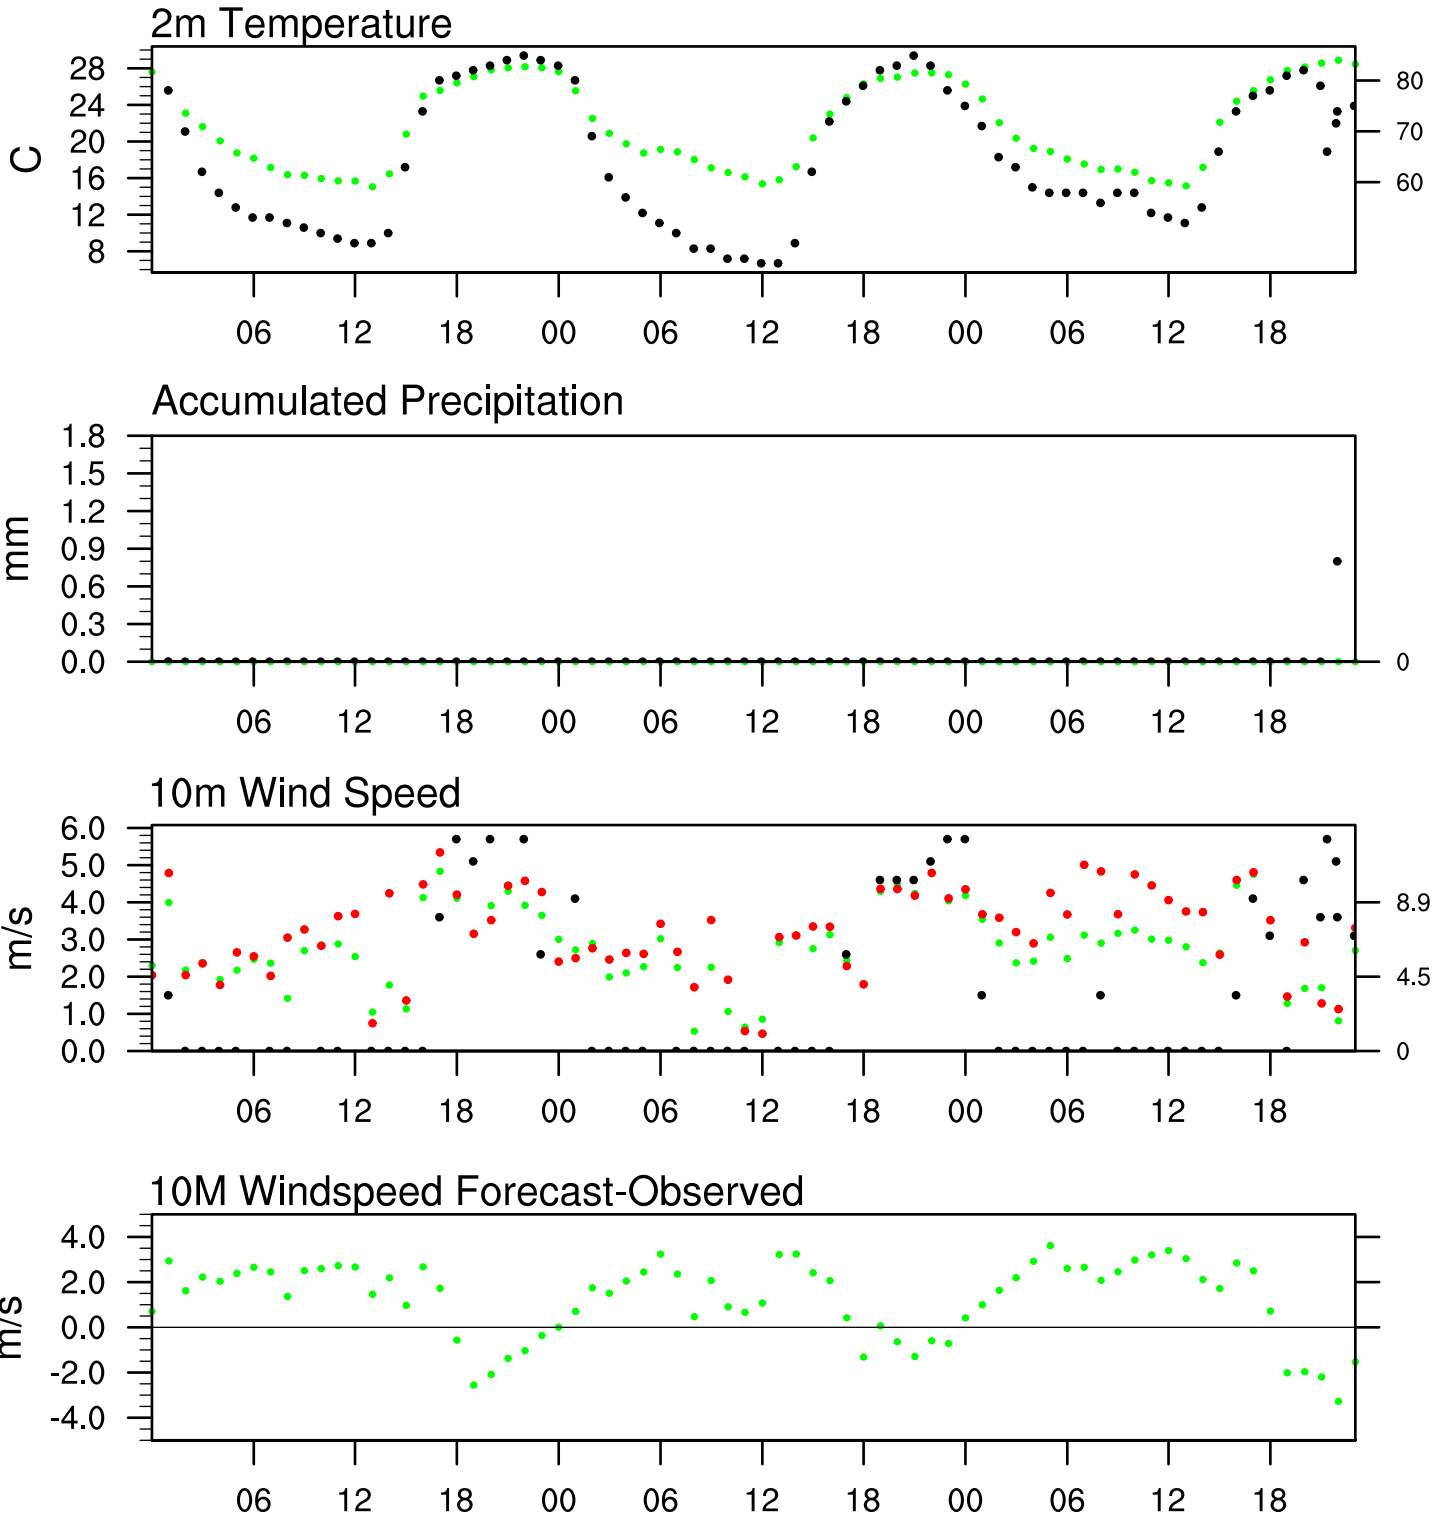 2m Temperature
28
24
20
16
12
8
C
80
70
60
06 12 18 00 06 12 18 00 06 12 18
Accumulated Precipitation
1.8
1.5
1.2
0.9
0.6
0.3
0.0
mm
0
06 12 18 00 06 12 18 00 06 12 18
10m Wind Speed
6.0
5.0
4.0
3.0
2.0
1.0
0.0
m/s
8.9
4.5
0
06 12 18 00 06 12 18 00 06 12 18
10M Windspeed Forecast-Observed
4.0
2.0
0.0
-2.0
-4.0
m/s
06 12 18 00 06 12 18 00 06 12 18